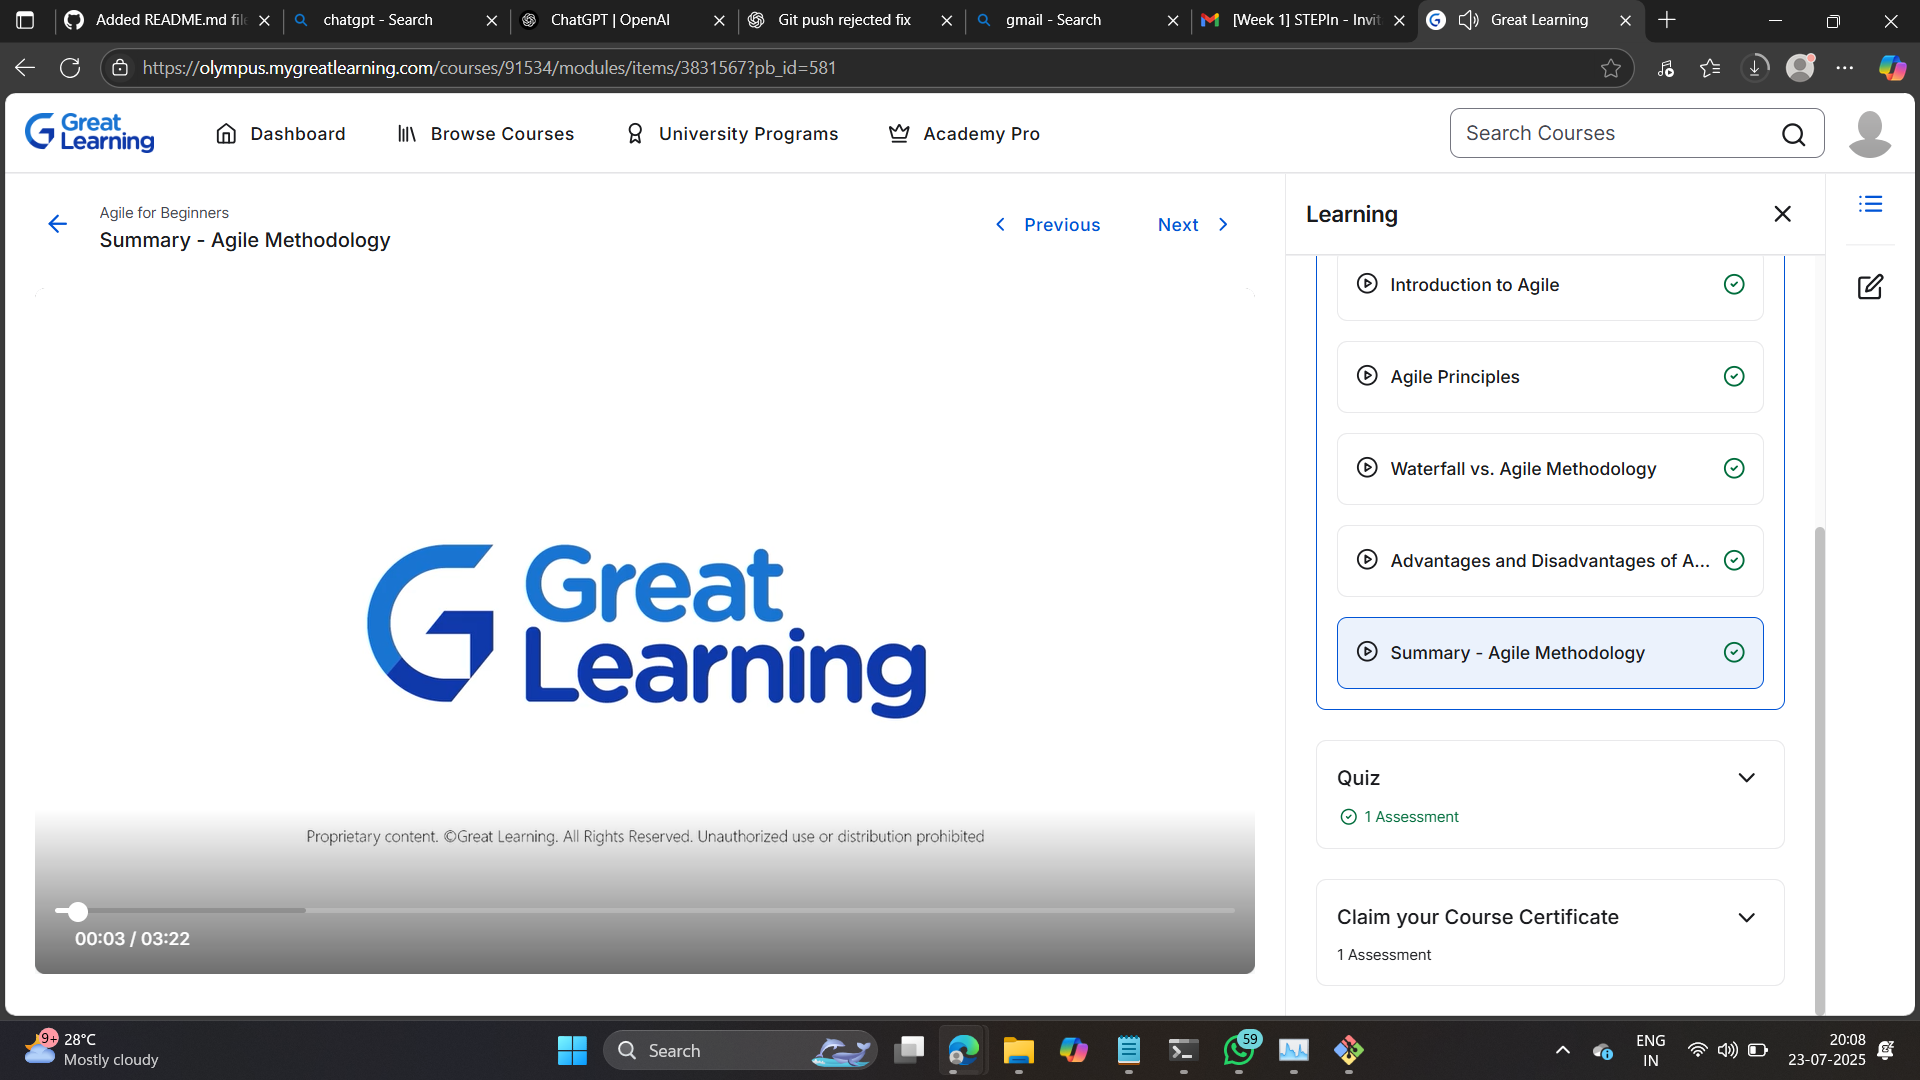 Added README.md fil
chatgpt - Search
ChatGPT | OpenAI
Git push rejected fix
gmail - Search
[Week 1] STEPIn - Invit
Great Learning
https://olympus.mygreatlearning.com/courses/91534/modules/items/3831567?pb_id=581
Great Learning
Dashboard
Browse Courses
University Programs
Academy Pro
Search Courses
Agile for Beginners
Summary - Agile Methodology
Previous
Next
Learning
Introduction to Agile
Agile Principles
Waterfall vs. Agile Methodology
Advantages and Disadvantages of A...
Summary - Agile Methodology
Quiz
1 Assessment
Claim your Course Certificate
1 Assessment
Great
Learning
Proprietary content. ©Great Learning. All Rights Reserved. Unauthorized use or distribution prohibited
00:03 / 03:22
9+
28°C
Mostly cloudy
Search
59
ENG
IN
20:08
23-07-2025